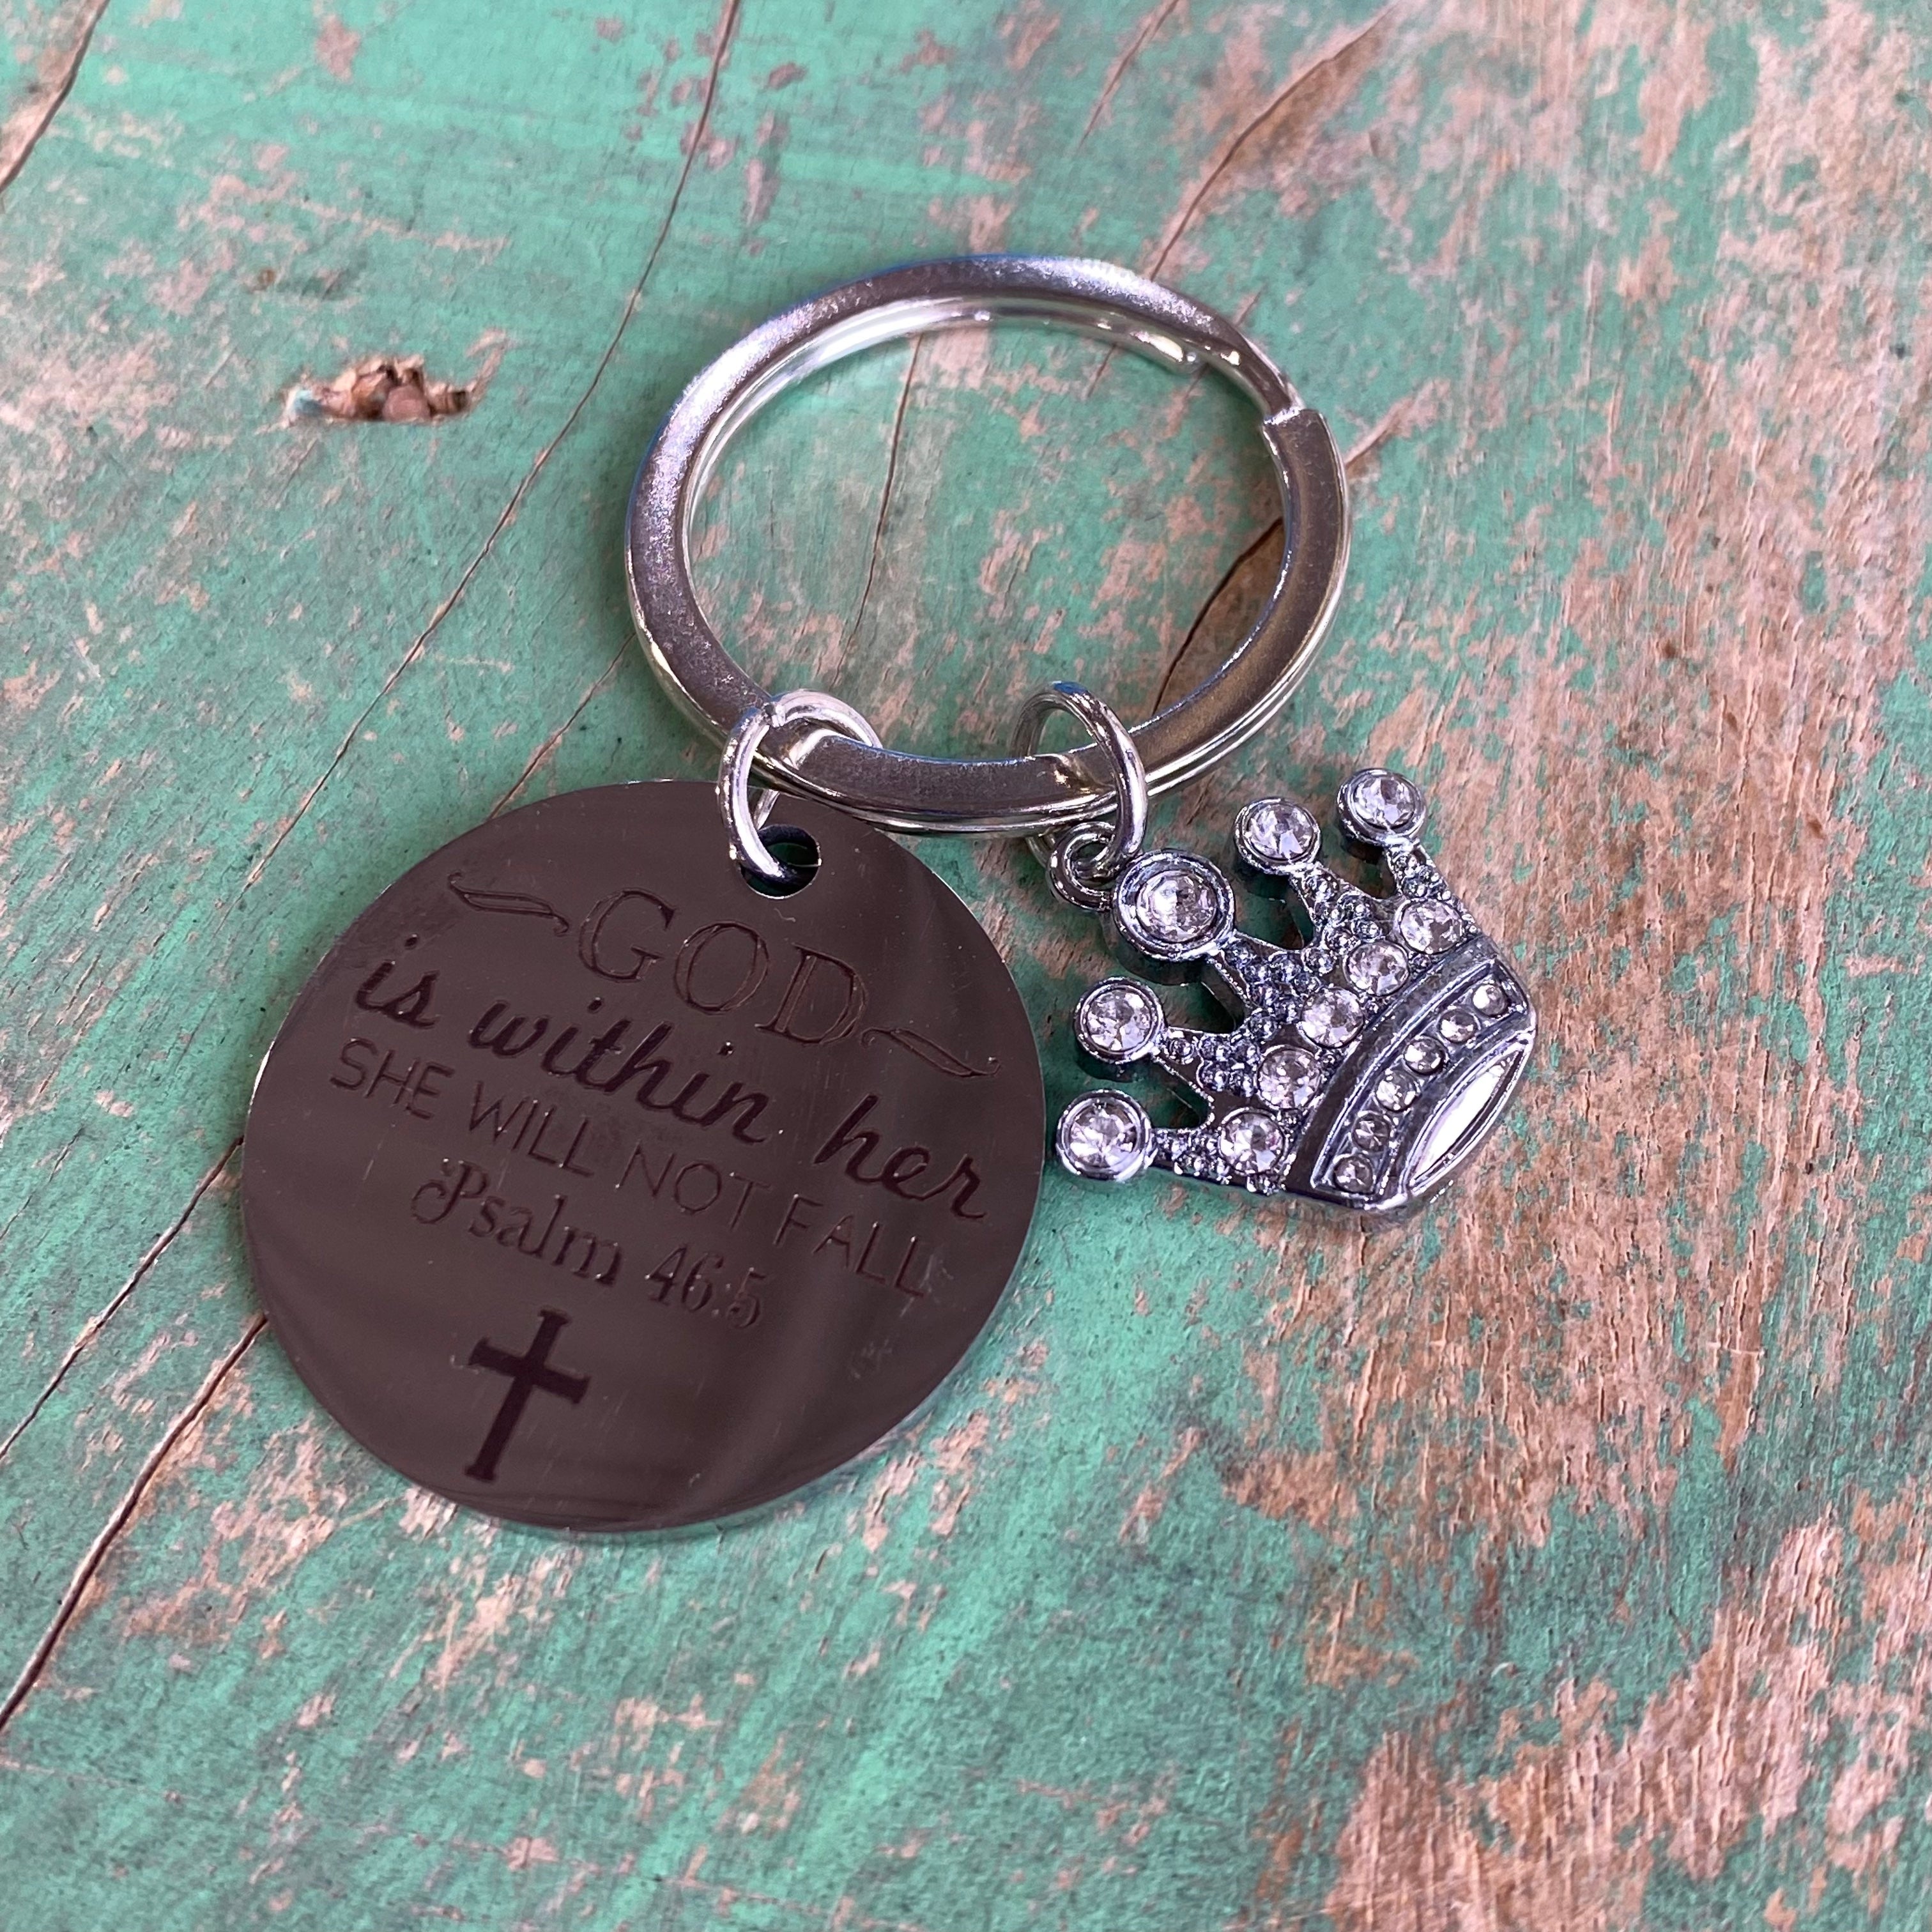 GOD
is within her
SHE WILL NOT FALL
Psalm 46:5